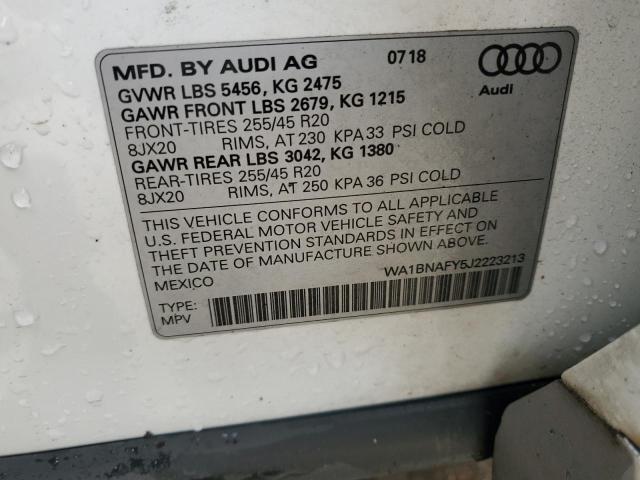 MFD. BY AUDI AG 0718
GVWR LBS 5456, KG 2475
GAWR FRONT LBS 2679, KG 1215
FRONT-TIRES 255/45 R20
8JX20 RIMS, AT 230 KPA 33 PSI COLD
GAWR REAR LBS 3042, KG 1380
REAR-TIRES 255/45 R20
8JX20 RIMS, AT 250 KPA 36 PSI COLD
Audi
THIS VEHICLE CONFORMS TO ALL APPLICABLE
U.S. FEDERAL MOTOR VEHICLE SAFETY AND
THEFT PREVENTION STANDARDS IN EFFECT ON
THE DATE OF MANUFACTURE SHOWN ABOVE.
MEXICO
WA1BNAFY5J2223213
TYPE:
MPV